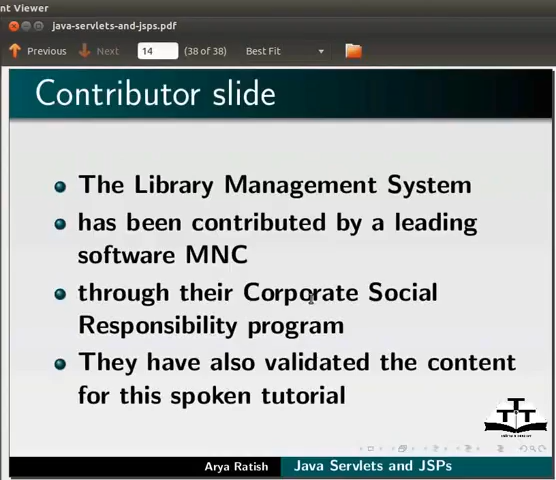 nt Viewer
java-servlets-and-jsps.pdf
Previous Next 14 (38 of 38) Best Fit
Contributor slide
The Library Management System
has been contributed by a leading
software MNC
through their Corporate Social
Responsibility program
They have also validated the content
for this spoken tutorial
Arya Ratish Java Servlets and JSPs